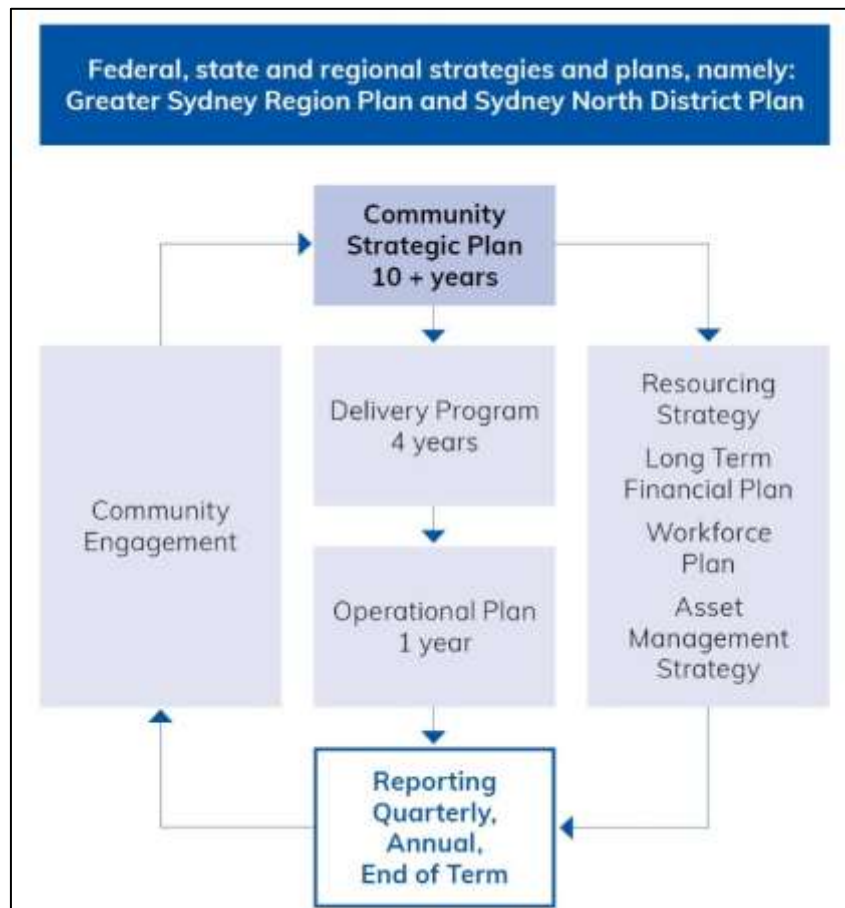 Federal, state and regional strategies and plans, namely:
Greater Sydney Region Plan and Sydney North District Plan
Community
Strategic Plan
10 + years
Community
Engagement
Delivery Program
4 years
Operational Plan
1 year
Resourcing
Strategy
Long Term
Financial Plan
Workforce
Plan
Asset
Management
Strategy
Reporting
Quarterly,
Annual,
End of Term